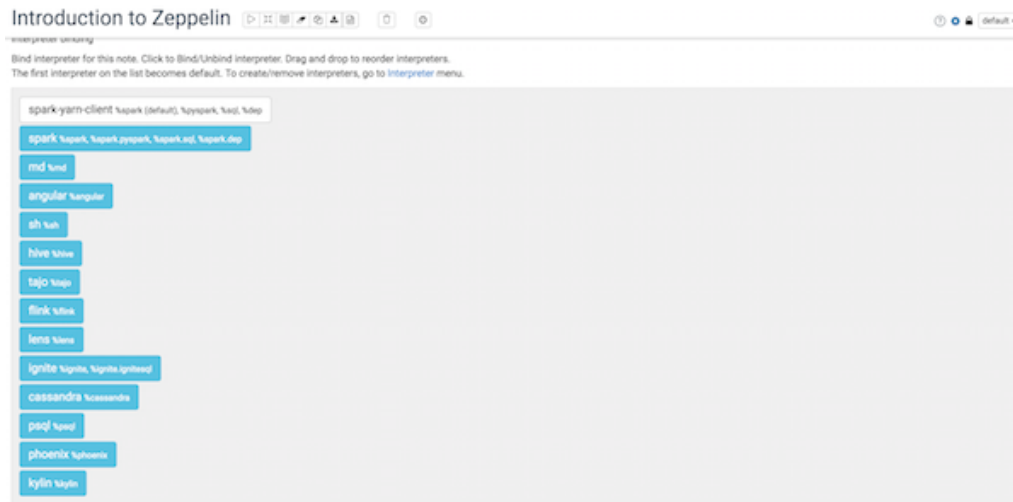 Introduction to Zeppelin
default
Interpreter binding
Bind interpreter for this note. Click to Bind/Unbind interpreter. Drag and drop to reorder interpreters.
The first interpreter on the list becomes default. To create/remove interpreters, go to Interpreter menu.
spark-yarn-client %spark (default), %pyspark, %sql, %dep
spark %spark, %spark.pyspark, %spark.sql, %spark.dep
md %md
angular %angular
sh %sh
hive %hive
tajo %tajo
flink %flink
lens %lens
ignite %ignite, %ignite.ignitesql
cassandra %cassandra
psql %psql
phoenix %phoenix
kylin %kylin